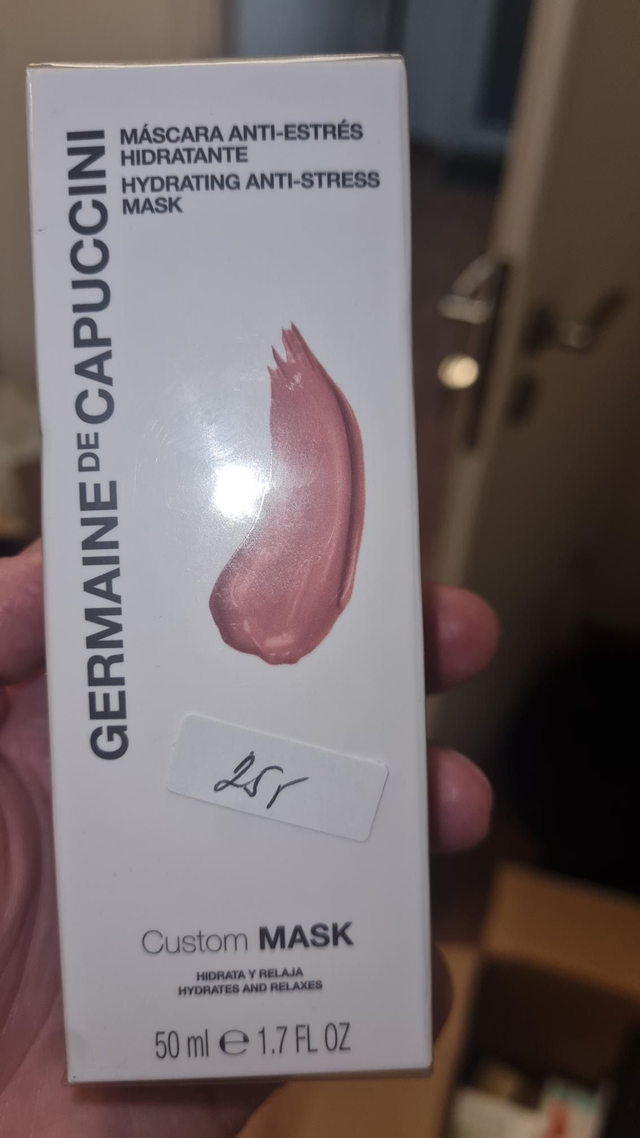 GERMAINE DE CAPUCCINI
MÁSCARA ANTI-ESTRÉS
HIDRATANTE
HYDRATING ANTI-STRESS
MASK
25,-
Custom MASK
HIDRATA Y RELAJA
HYDRATES AND RELAXES
50 ml ℮ 1.7 FL OZ